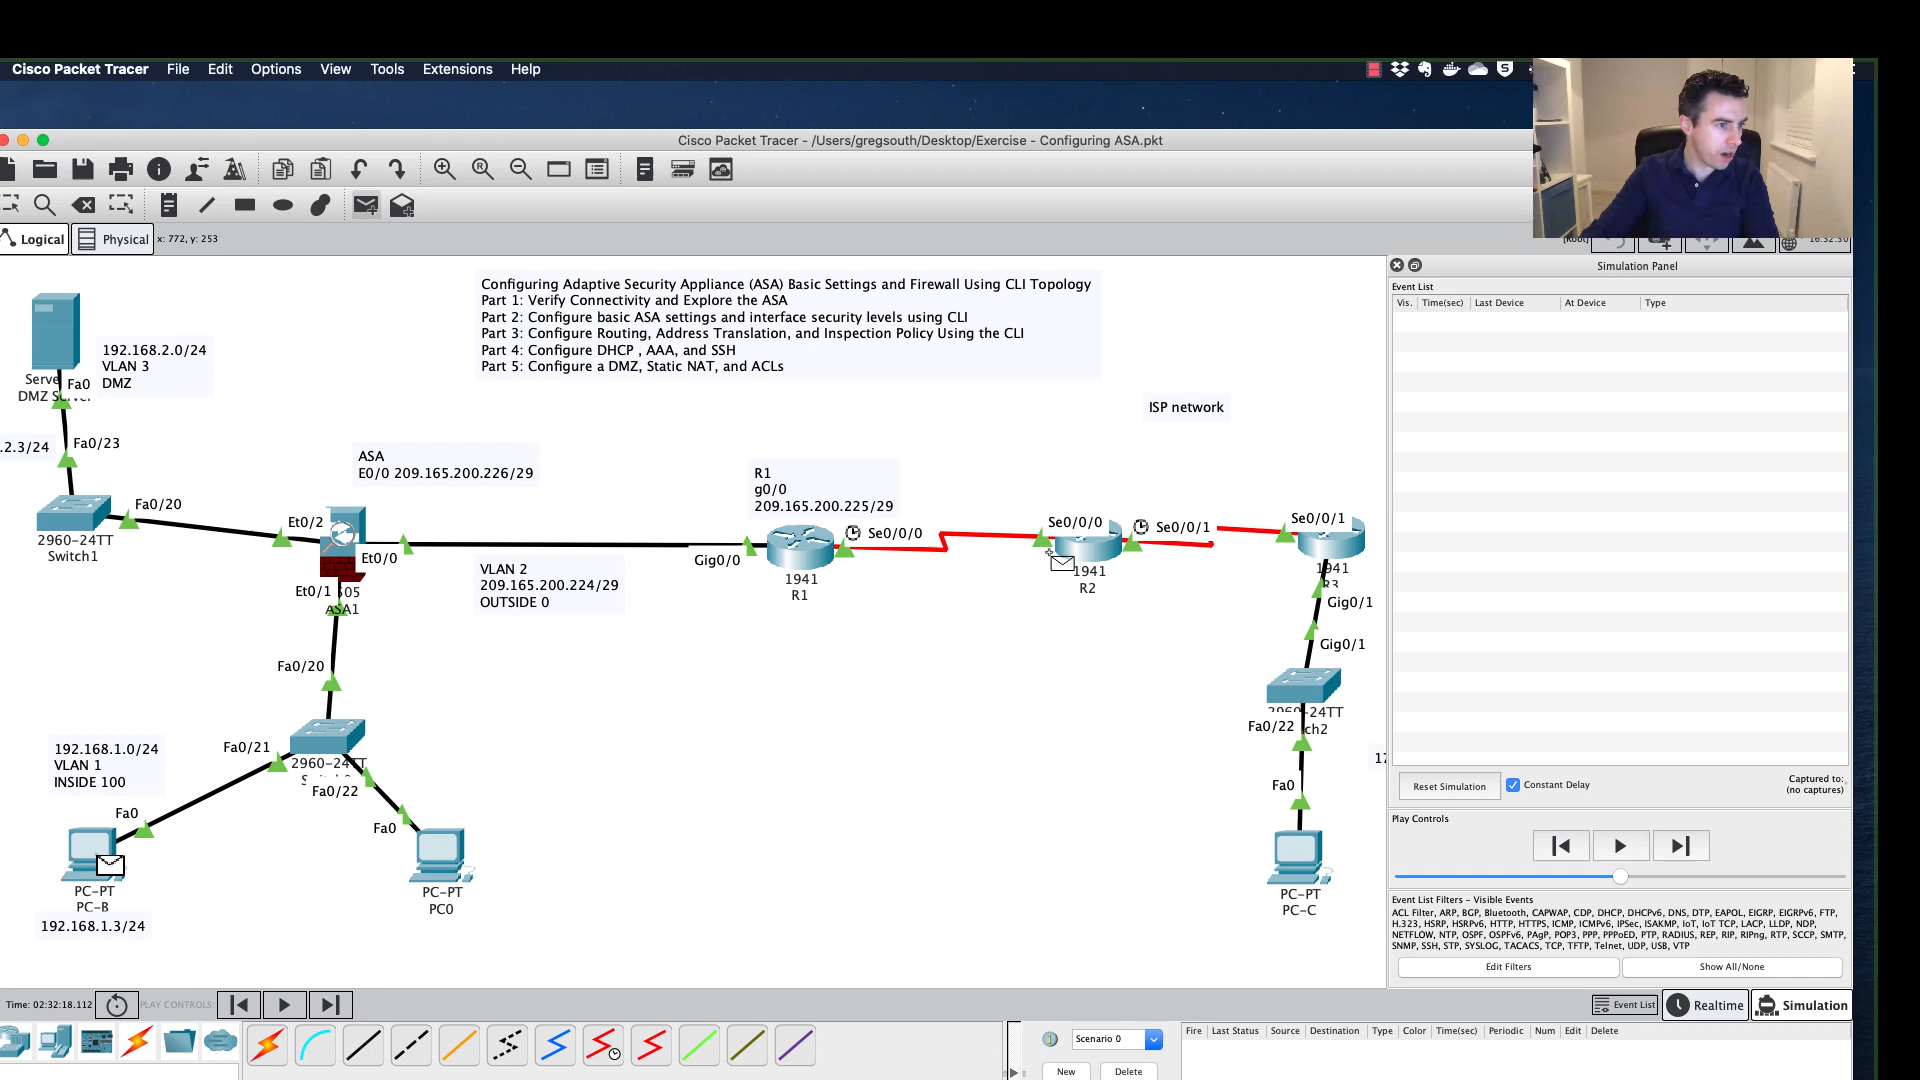 Cisco Packet Tracer File Edit Options View Tools Extensions Help
Cisco Packet Tracer - /Users/gregsouth/Desktop/Exercise - Configuring ASA.pkt
Logical Physical x: 772, y: 253
[Root] 16:32:30
Simulation Panel
Event List
Vis. Time(sec) Last Device At Device Type
Configuring Adaptive Security Appliance (ASA) Basic Settings and Firewall Using CLI Topology
Part 1: Verify Connectivity and Explore the ASA
Part 2: Configure basic ASA settings and interface security levels using CLI
Part 3: Configure Routing, Address Translation, and Inspection Policy Using the CLI
Part 4: Configure DHCP , AAA, and SSH
Part 5: Configure a DMZ, Static NAT, and ACLs
192.168.2.0/24
VLAN 3
DMZ
Fa0
DMZ
Fa0/23
.2.3/24
Fa0/20
2960-24TT
Switch1
ASA
E0/0 209.165.200.226/29
Et0/2
Et0/0
Et0/1
ASA1
VLAN 2
209.165.200.224/29
OUTSIDE 0
R1
g0/0
209.165.200.225/29
Gig0/0
Se0/0/0
1941
R1
ISP network
Se0/0/0
Se0/0/1
1941
R2
Se0/0/1
1941
R3
Gig0/1
Gig0/1
2960-24TT
Fa0/22
Fa0
PC-PT
PC-C
Fa0/20
Fa0/21
2960-24TT
Fa0/22
Fa0
PC-PT
PC0
192.168.1.0/24
VLAN 1
INSIDE 100
Fa0
PC-PT
PC-B
192.168.1.3/24
Reset Simulation Constant Delay Captured to:
(no captures)
Play Controls
Event List Filters - Visible Events
ACL Filter, ARP, BGP, Bluetooth, CAPWAP, CDP, DHCP, DHCPv6, DNS, DTP, EAPOL, EIGRP, EIGRPv6, FTP,
H.323, HSRP, HSRPv6, HTTP, HTTPS, ICMP, ICMPv6, IPSec, ISAKMP, IoT, IoT TCP, LACP, LLDP, NDP,
NETFLOW, NTP, OSPF, OSPFv6, PAgP, POP3, PPP, PPPoED, PTP, RADIUS, REP, RIP, RIPng, RTP, SCCP, SMTP,
SNMP, SSH, STP, SYSLOG, TACACS, TCP, TFTP, Telnet, UDP, USB, VTP
Edit Filters Show All/None
Time: 02:32:18.112 PLAY CONTROLS: Event List Realtime Simulation
Scenario 0
New Delete
Fire Last Status Source Destination Type Color Time(sec) Periodic Num Edit Delete